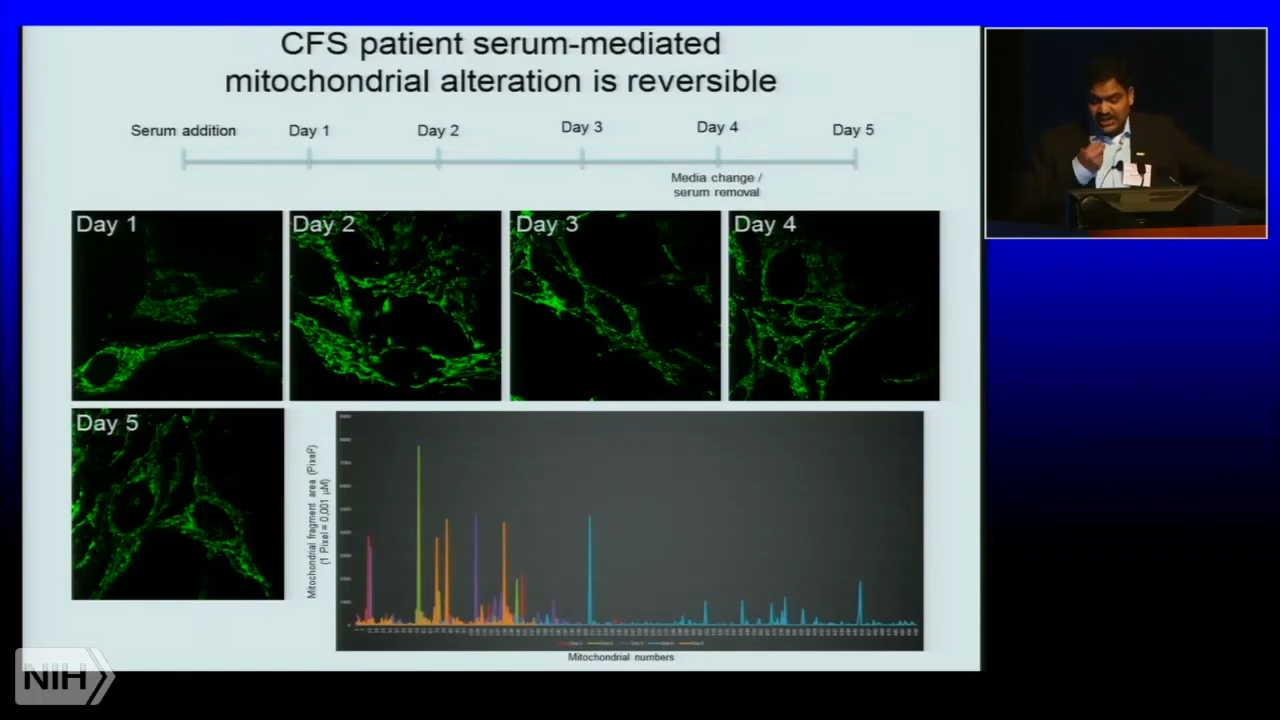 CFS patient serum-mediated
mitochondrial alteration is reversible
Serum addition
Day 1
Day 2
Day 3
Day 4
Day 5
Media change /
serum removal
Day 1
Day 2
Day 3
Day 4
Day 5
Mitochondrial fragment area (Pixel²)
(1 Pixel = 0.001 µM)
Mitochondrial numbers
NIH